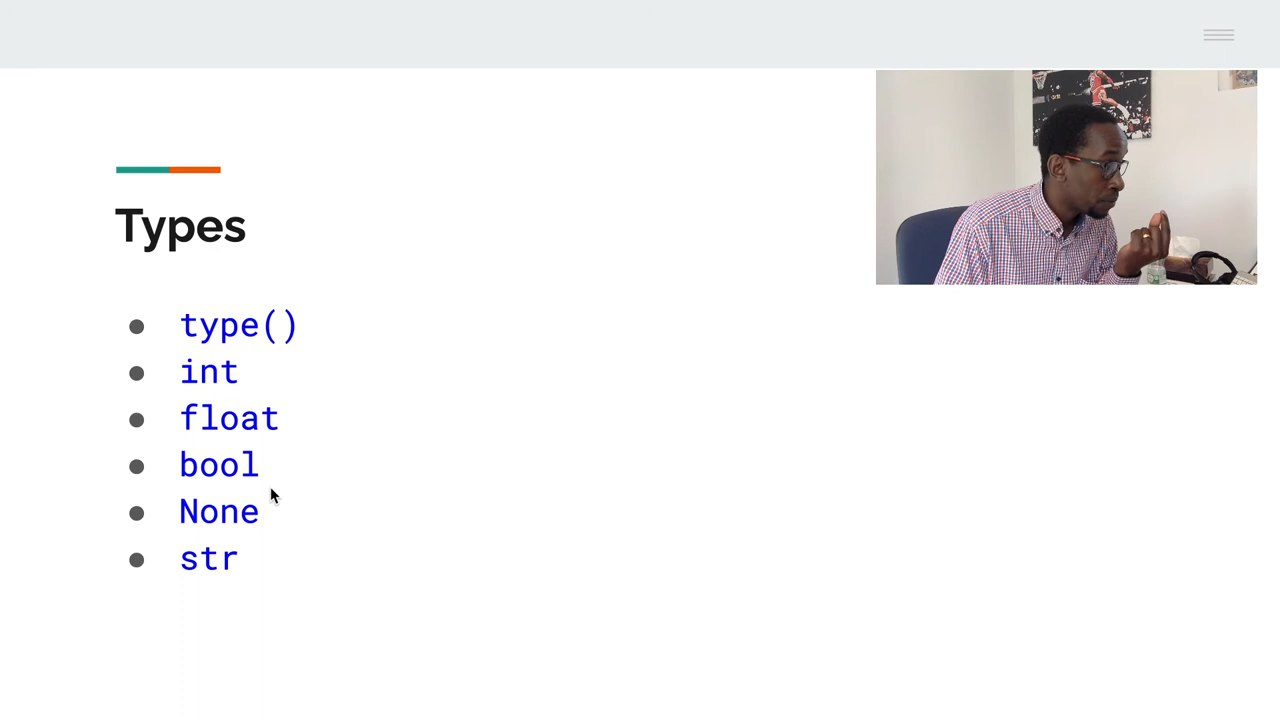 Types
● type()
● int
● float
● bool
● None
● str